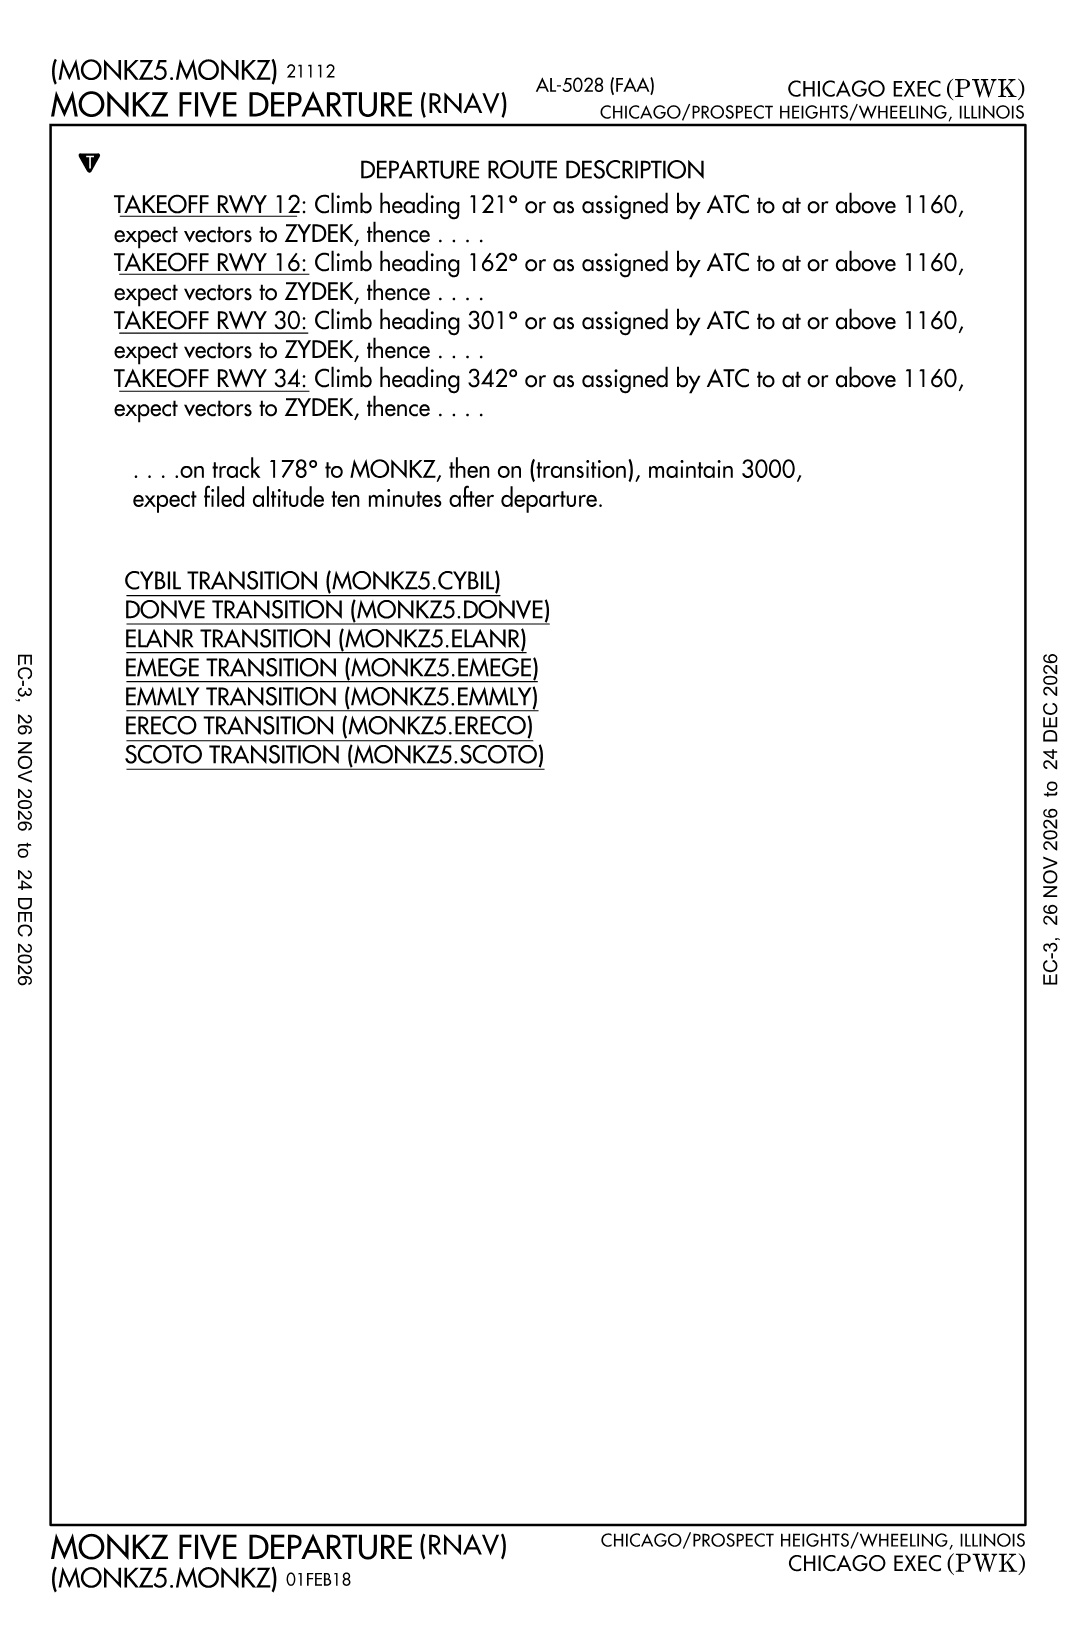 (MONKZ5.MONKZ) 21112
MONKZ FIVE DEPARTURE (RNAV)
AL-5028 (FAA)
CHICAGO EXEC (PWK)
CHICAGO/PROSPECT HEIGHTS/WHEELING, ILLINOIS
T
DEPARTURE ROUTE DESCRIPTION
TAKEOFF RWY 12: Climb heading 121° or as assigned by ATC to at or above 1160,
expect vectors to ZYDEK, thence . . . .
TAKEOFF RWY 16: Climb heading 162° or as assigned by ATC to at or above 1160,
expect vectors to ZYDEK, thence . . . .
TAKEOFF RWY 30: Climb heading 301° or as assigned by ATC to at or above 1160,
expect vectors to ZYDEK, thence . . . .
TAKEOFF RWY 34: Climb heading 342° or as assigned by ATC to at or above 1160,
expect vectors to ZYDEK, thence . . . .
. . . .on track 178° to MONKZ, then on (transition), maintain 3000,
expect filed altitude ten minutes after departure.
CYBIL TRANSITION (MONKZ5.CYBIL)
DONVE TRANSITION (MONKZ5.DONVE)
ELANR TRANSITION (MONKZ5.ELANR)
EMEGE TRANSITION (MONKZ5.EMEGE)
EMMLY TRANSITION (MONKZ5.EMMLY)
ERECO TRANSITION (MONKZ5.ERECO)
SCOTO TRANSITION (MONKZ5.SCOTO)
EC-3, 26 NOV 2026 to 24 DEC 2026
EC-3, 26 NOV 2026 to 24 DEC 2026
MONKZ FIVE DEPARTURE (RNAV)
(MONKZ5.MONKZ) 01FEB18
CHICAGO/PROSPECT HEIGHTS/WHEELING, ILLINOIS
CHICAGO EXEC (PWK)